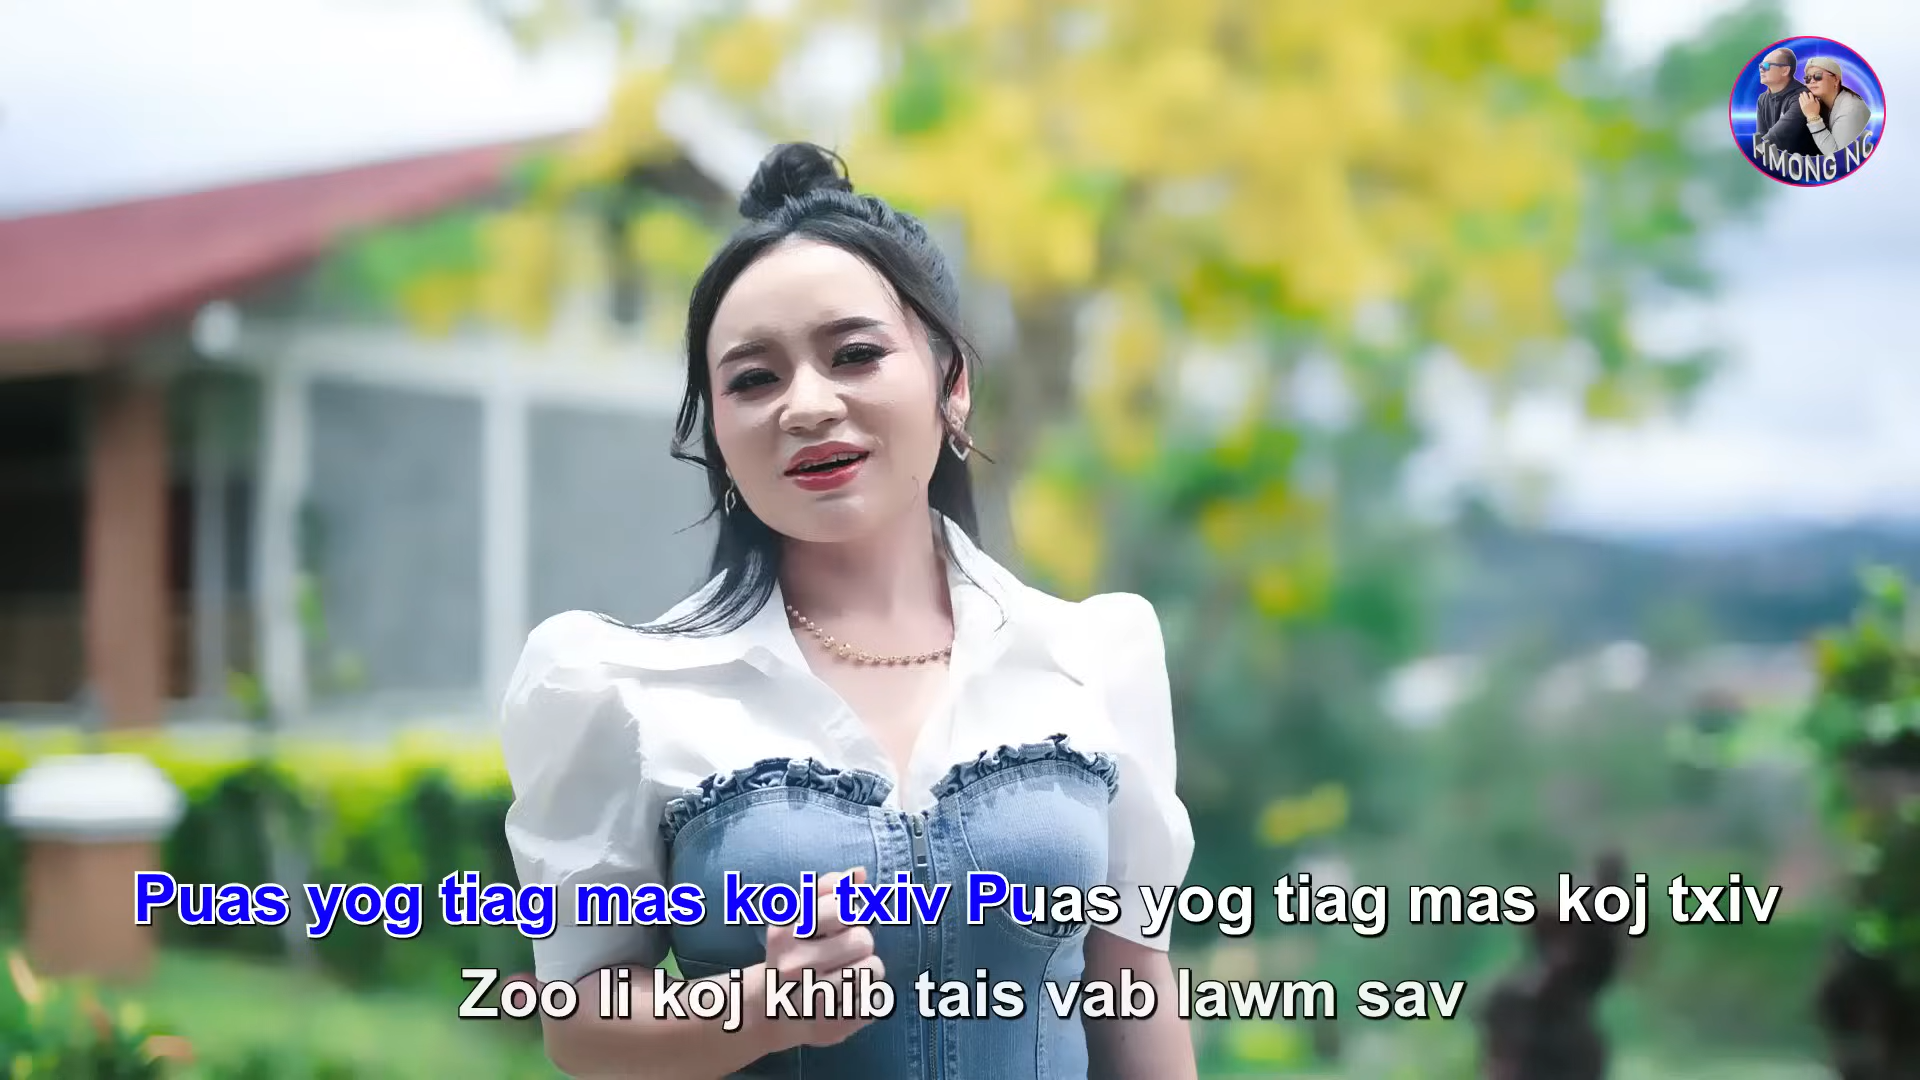 HMONG NG
Puas yog tiag mas koj txiv Puas yog tiag mas koj txiv
Zoo li koj khib tais vab lawm sav